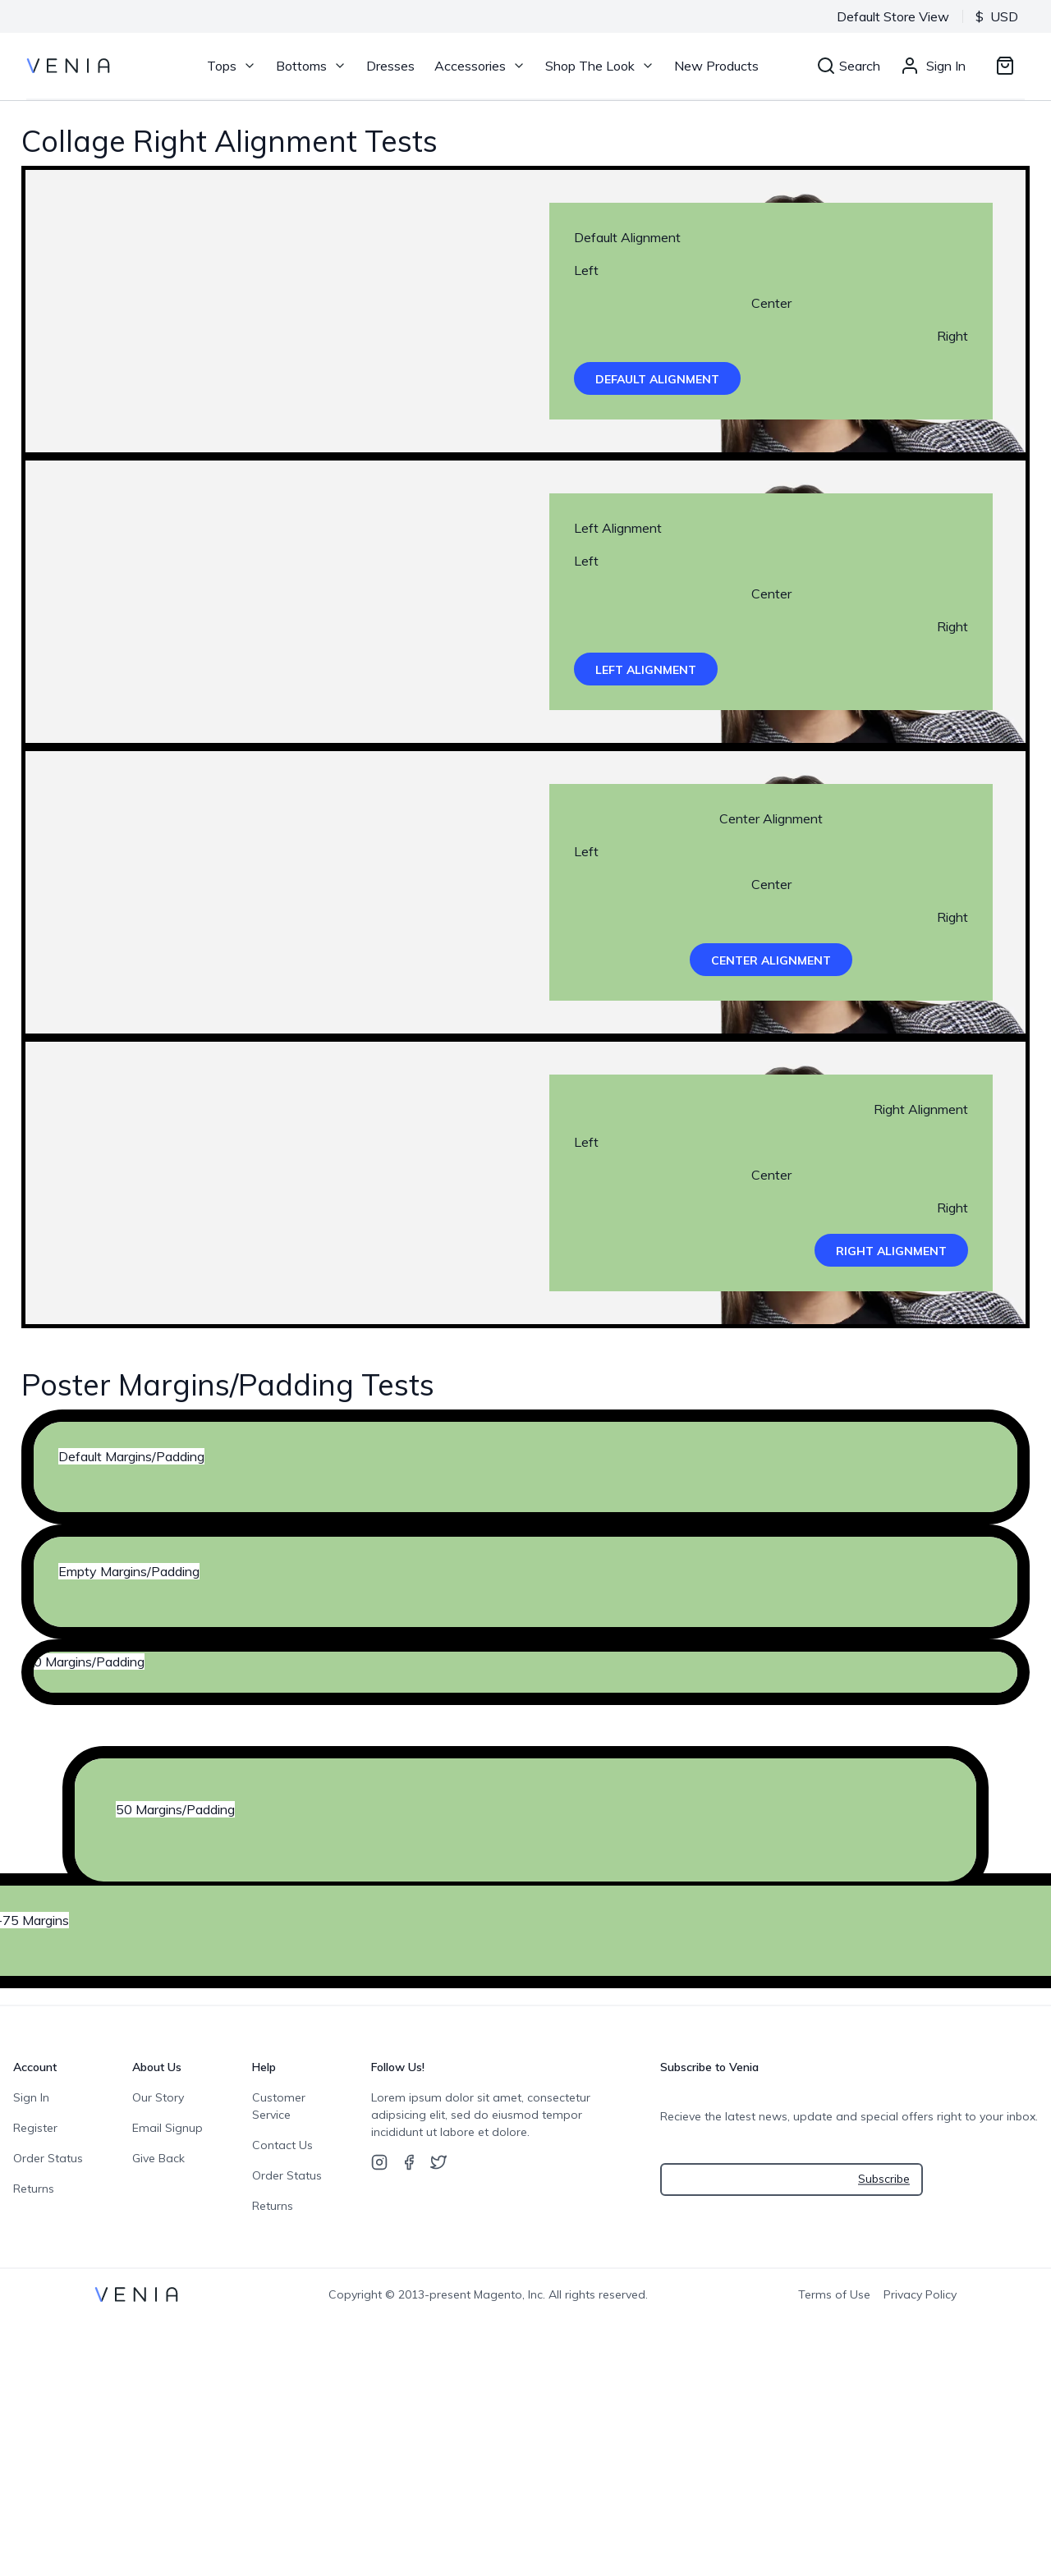 Default Store View $ USD
VENIA Tops Bottoms Dresses Accessories Shop The Look New Products Search Sign In
Collage Right Alignment Tests
Default Alignment
Left
Center
Right
DEFAULT ALIGNMENT
Left Alignment
Left
Center
Right
LEFT ALIGNMENT
Center Alignment
Left
Center
Right
CENTER ALIGNMENT
Right Alignment
Left
Center
Right
RIGHT ALIGNMENT
Poster Margins/Padding Tests
Default Margins/Padding
Empty Margins/Padding
0 Margins/Padding
50 Margins/Padding
-75 Margins
Account
Sign In
Register
Order Status
Returns
About Us
Our Story
Email Signup
Give Back
Help
Customer
Service
Contact Us
Order Status
Returns
Follow Us!
Lorem ipsum dolor sit amet, consectetur
adipsicing elit, sed do eiusmod tempor
incididunt ut labore et dolore.
Subscribe to Venia
Recieve the latest news, update and special offers right to your inbox.
Subscribe
VENIA Copyright © 2013-present Magento, Inc. All rights reserved. Terms of Use Privacy Policy